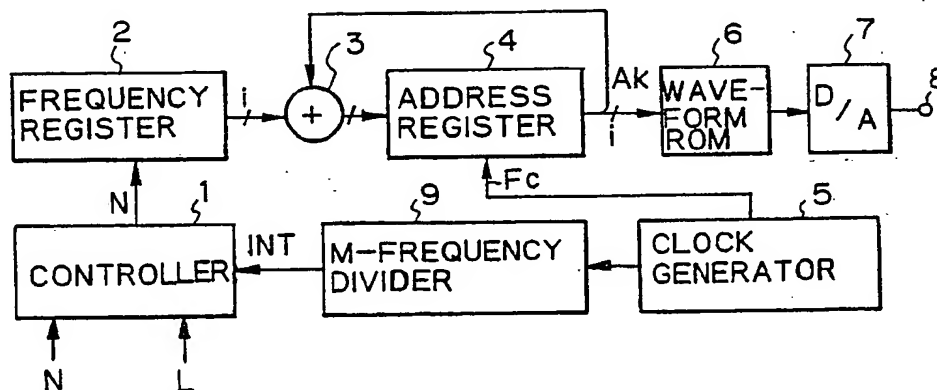 2
3
4
6
7
FREQUENCY
REGISTER
i
+
ADDRESS
REGISTER
Ak
i
WAVE-
FORM
ROM
D/A
8
N
Fc
1
9
5
CONTROLLER
INT
M-FREQUENCY
DIVIDER
CLOCK
GENERATOR
N
L